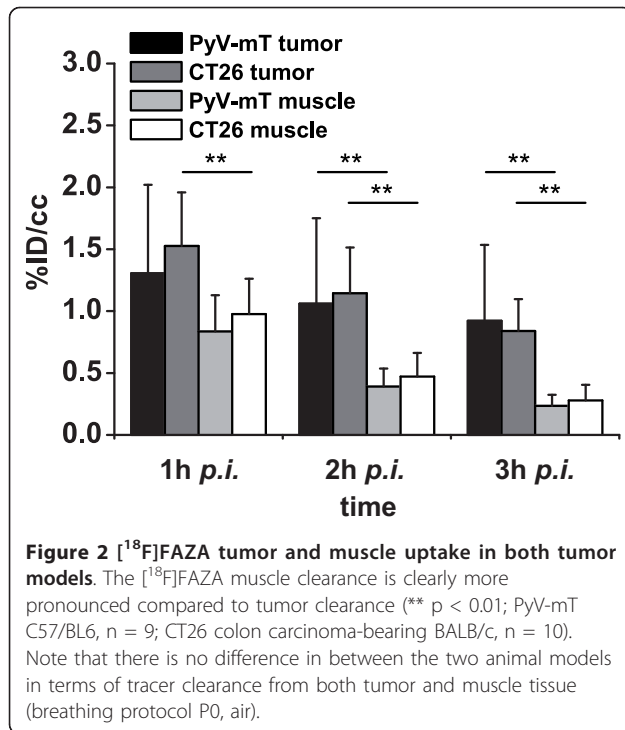 PyV-mT tumor
CT26 tumor
PyV-mT muscle
CT26 muscle
3.0
2.5
2.0
1.5
1.0
0.5
0.0
%ID/cc
**
**
**
**
**
1h p.i.
2h p.i.
3h p.i.
time
Figure 2 [18F]FAZA tumor and muscle uptake in both tumor
models. The [18F]FAZA muscle clearance is clearly more
pronounced compared to tumor clearance (** p < 0.01; PyV-mT
C57/BL6, n = 9; CT26 colon carcinoma-bearing BALB/c, n = 10).
Note that there is no difference in between the two animal models
in terms of tracer clearance from both tumor and muscle tissue
(breathing protocol P0, air).